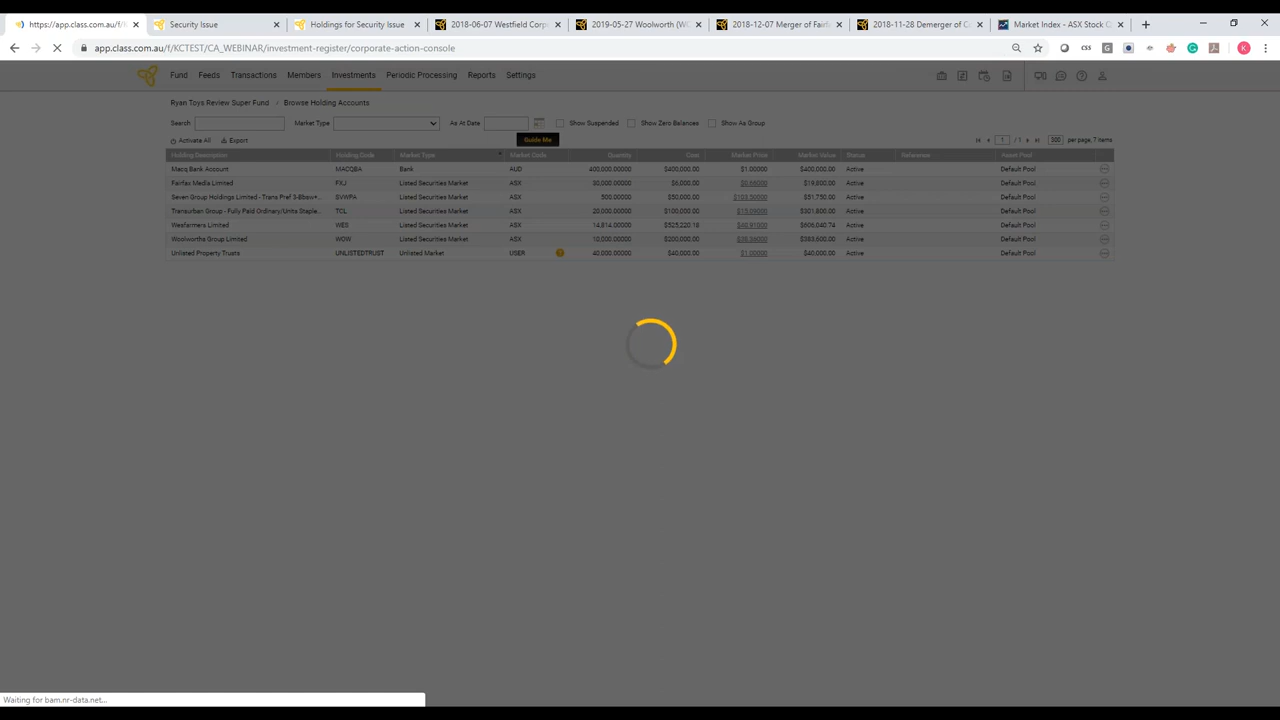 https://app.class.com.au/f/K
Security Issue
Holdings for Security Issue
2018-06-07 Westfield Corp
2019-05-27 Woolworth (W
2018-12-07 Merger of Fairf
2018-11-28 Demerger of C
Market Index - ASX Stock
app.class.com.au/f/KCTEST/CA_WEBINAR/investment-register/corporate-action-console
Fund Feeds Transactions Members Investments Periodic Processing Reports Settings
Ryan Toys Review Super Fund › Browse Holding Accounts
Search Market Type As At Date Show Suspended Show Zero Balances Show As Group
Activate All Export Guide Me 1 / 1 300 per page, 7 items
Holding Description Holding Code Market Type Market Code Quantity Cost Market Price Market Value Status Reference Asset Pool
Macq Bank Account MACQBA Bank AUD 400,000.00000 $400,000.00 $1.00000 $400,000.00 Active Default Pool
Fairfax Media Limited FXJ Listed Securities Market ASX 30,000.00000 $6,000.00 $0.66000 $19,800.00 Active Default Pool
Seven Group Holdings Limited - Trans Pref SVWPA Listed Securities Market ASX 500.00000 $50,000.00 $103.50000 $51,750.00 Active Default Pool
Transurban Group - Fully Paid Ordinary/Units Staple... TCL Listed Securities Market ASX 20,000.00000 $100,000.00 $15.09000 $301,800.00 Active Default Pool
Wesfarmers Limited WES Listed Securities Market ASX 14,814.00000 $525,220.18 $40.91000 $606,040.74 Active Default Pool
Woolworths Group Limited WOW Listed Securities Market ASX 10,000.00000 $200,000.00 $38.36000 $383,600.00 Active Default Pool
Unlisted Property Trusts UNLISTEDTRUST Unlisted Market USER 40,000.00000 $40,000.00 $1.00000 $40,000.00 Active Default Pool
Waiting for bam.nr-data.net...